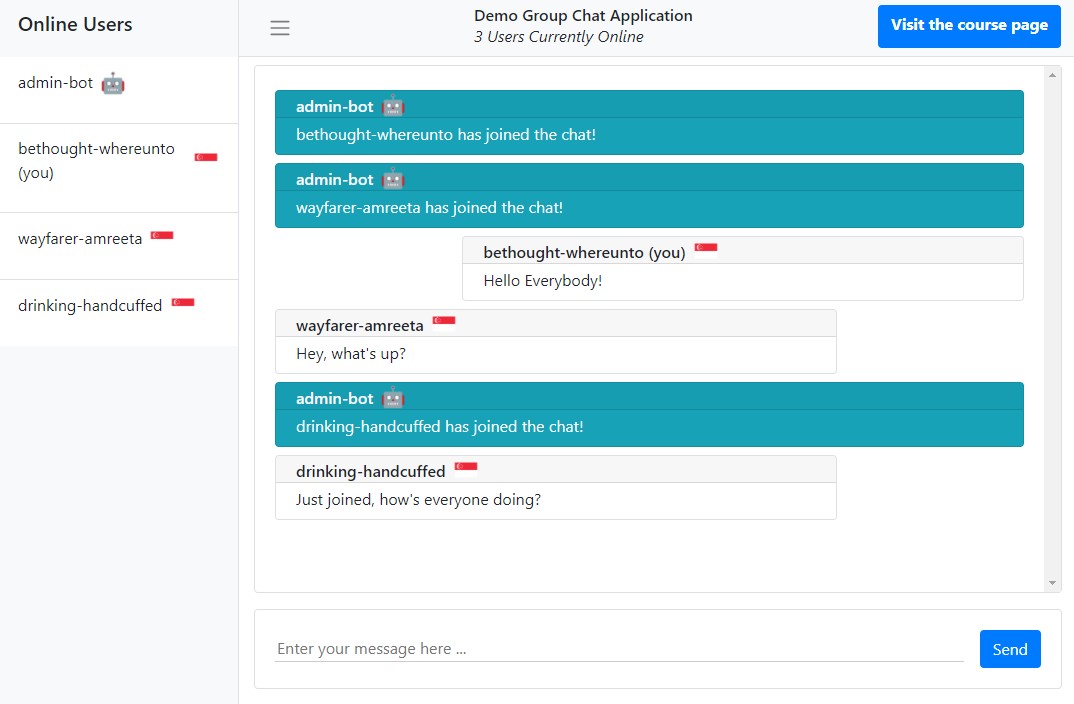 Online Users
admin-bot
bethought-whereunto
(you)
wayfarer-amreeta
drinking-handcuffed
Demo Group Chat Application
3 Users Currently Online
Visit the course page
admin-bot
bethought-whereunto has joined the chat!
admin-bot
wayfarer-amreeta has joined the chat!
bethought-whereunto (you)
Hello Everybody!
wayfarer-amreeta
Hey, what's up?
admin-bot
drinking-handcuffed has joined the chat!
drinking-handcuffed
Just joined, how's everyone doing?
Enter your message here ...
Send